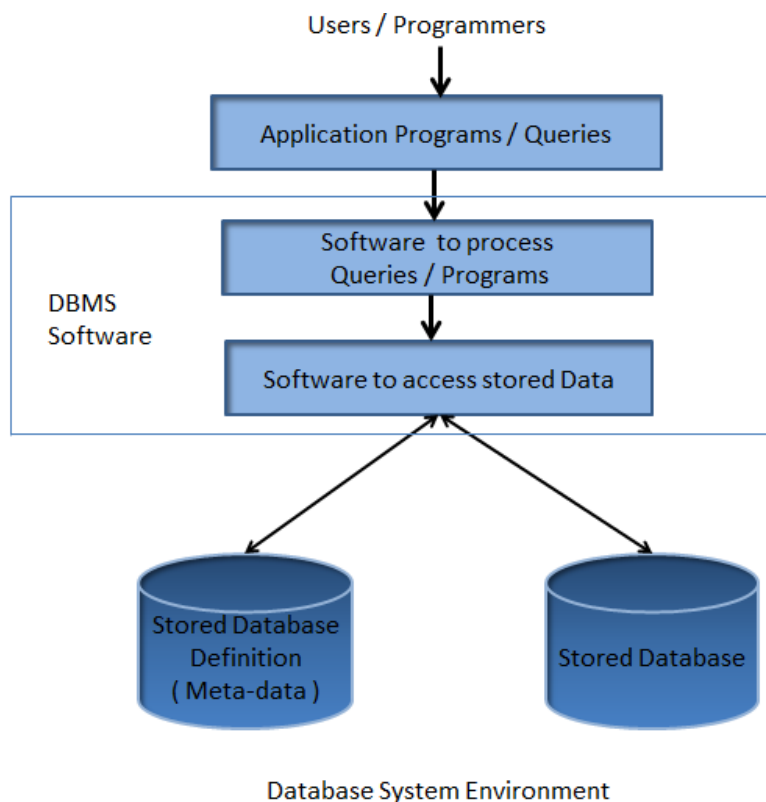 Users / Programmers
Application Programs / Queries
Software to process
Queries / Programs
DBMS
Software
Software to access stored Data
Stored Database
Definition
( Meta-data )
Stored Database
Database System Environment